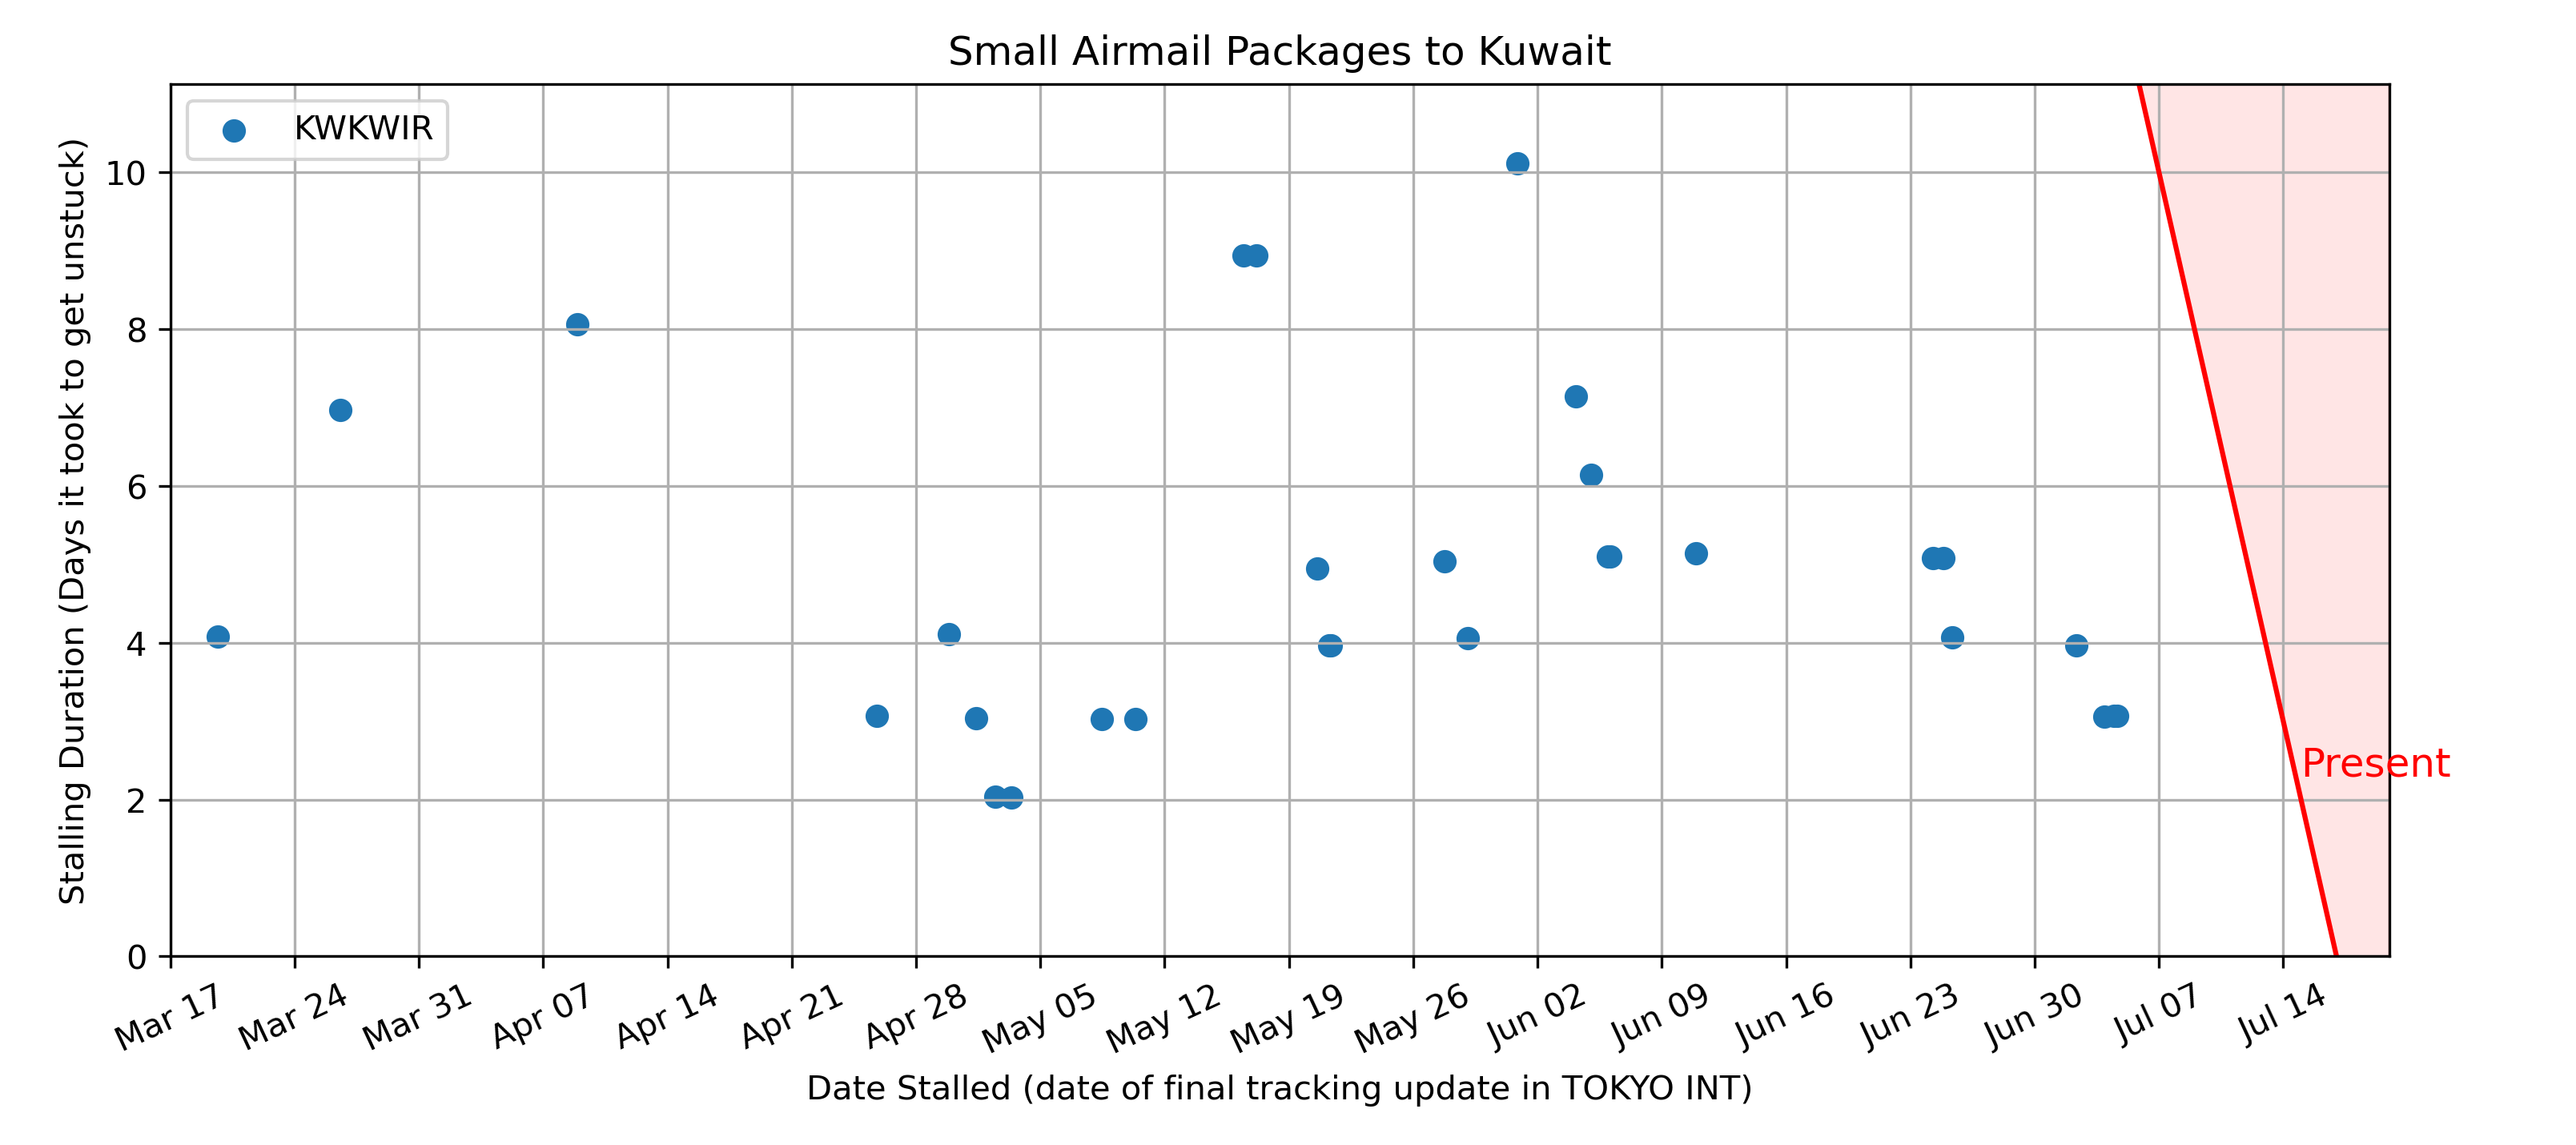 Small Airmail Packages to Kuwait
KWKWIR
Stalling Duration (Days it took to get unstuck)
10
8
6
4
2
0
Present
Mar 17
Mar 24
Mar 31
Apr 07
Apr 14
Apr 21
Apr 28
May 05
May 12
May 19
May 26
Jun 02
Jun 09
Jun 16
Jun 23
Jun 30
Jul 07
Jul 14
Date Stalled (date of final tracking update in TOKYO INT)